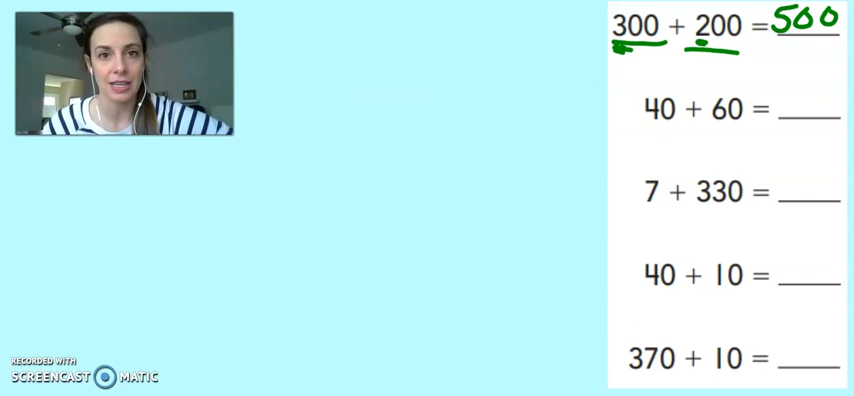 300 + 200 = 500
40 + 60 = ____
7 + 330 = ____
40 + 10 = ____
370 + 10 = ____
RECORDED WITH
SCREENCAST MATIC